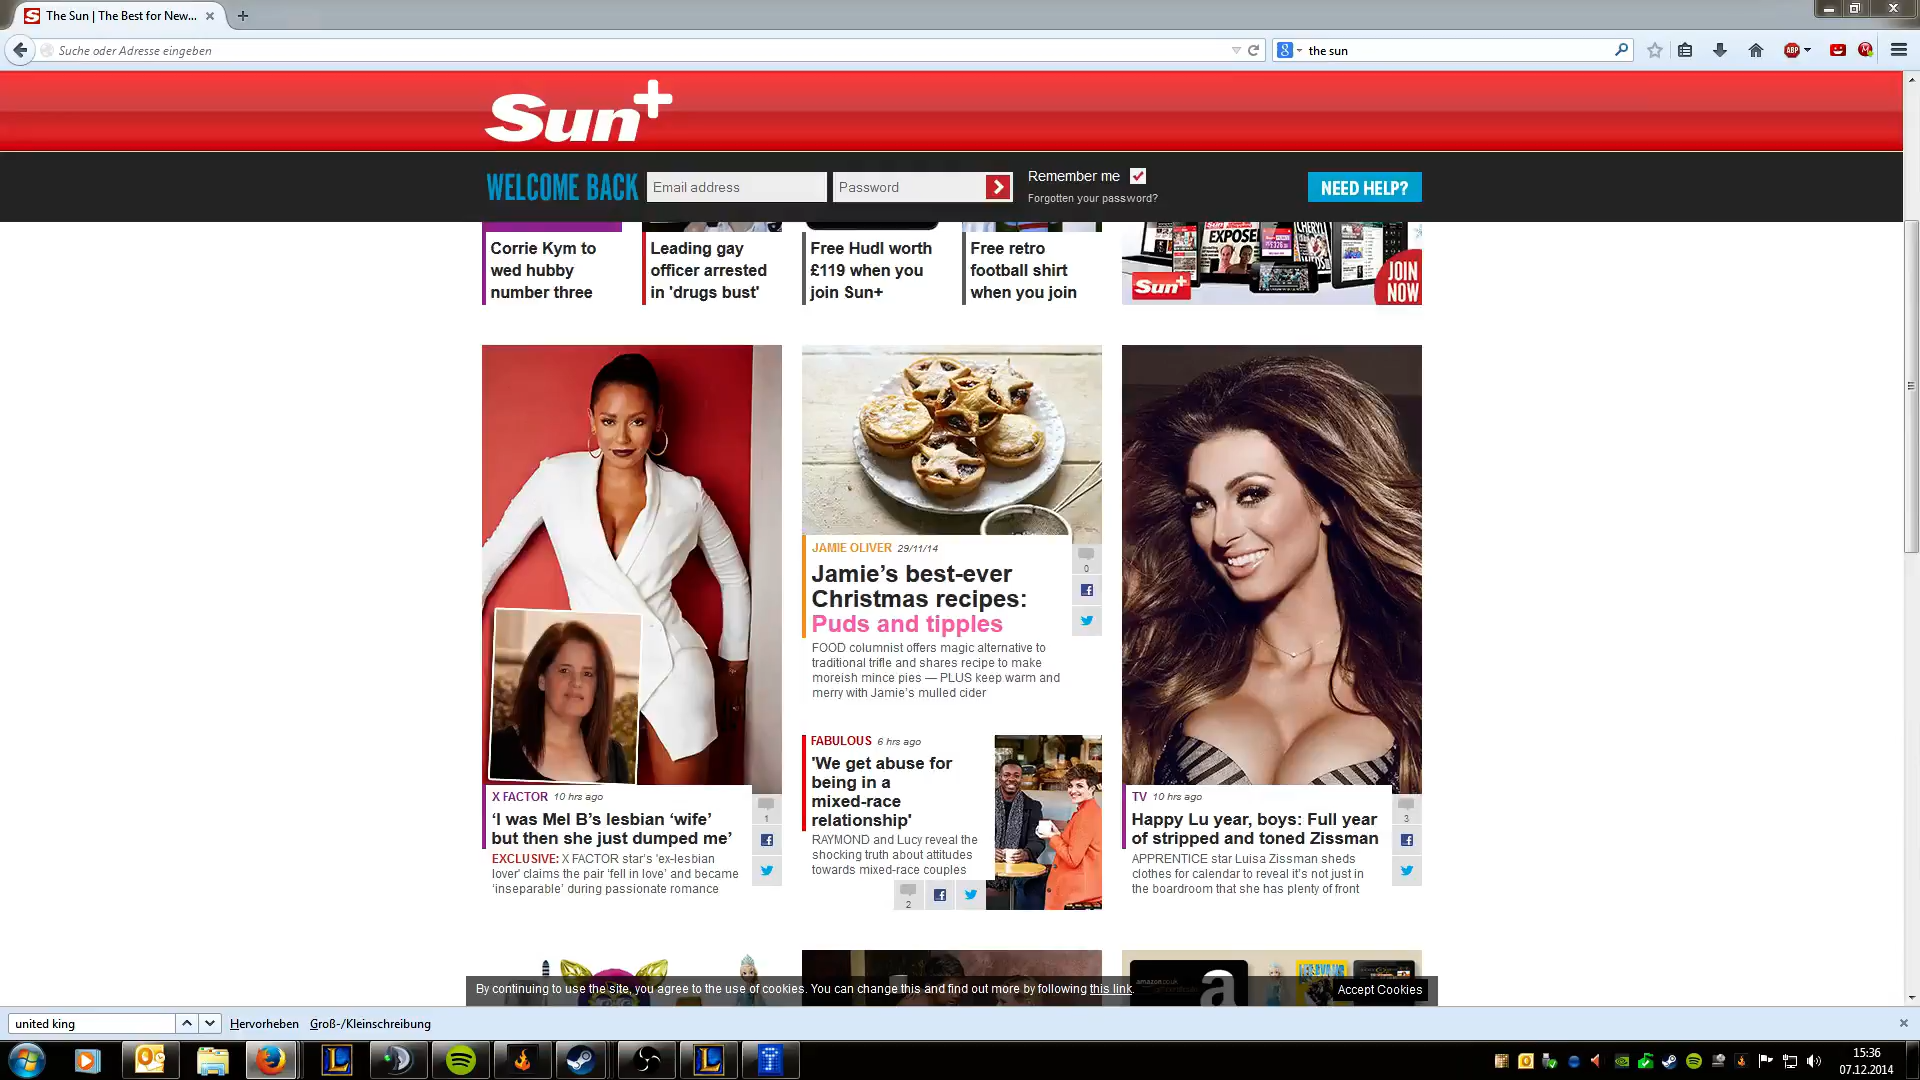 The Sun | The Best for New...
Suche oder Adresse eingeben
the sun
Sun+
WELCOME BACK
Email address
Password
Remember me
Forgotten your password?
NEED HELP?
Corrie Kym to
wed hubby
number three
Leading gay
officer arrested
in 'drugs bust'
Free Hudl worth
£119 when you
join Sun+
Free retro
football shirt
when you join
EXPOSED
Sun+
JOIN
NOW
JAMIE OLIVER 29/11/14
Jamie’s best-ever
Christmas recipes:
Puds and tipples
FOOD columnist offers magic alternative to
traditional trifle and shares recipe to make
moreish mince pies — PLUS keep warm and
merry with Jamie’s mulled cider
0
FABULOUS 6 hrs ago
'We get abuse for
being in a
mixed-race
relationship'
RAYMOND and Lucy reveal the
shocking truth about attitudes
towards mixed-race couples
2
X FACTOR 10 hrs ago
‘I was Mel B’s lesbian ‘wife’
but then she just dumped me’
EXCLUSIVE: X FACTOR star’s 'ex-lesbian
lover' claims the pair ‘fell in love’ and became
‘inseparable’ during passionate romance
1
TV 10 hrs ago
Happy Lu year, boys: Full year
of stripped and toned Zissman
APPRENTICE star Luisa Zissman sheds
clothes for calendar to reveal it’s not just in
the boardroom that she has plenty of front
3
amazon.co.uk
By continuing to use the site, you agree to the use of cookies. You can change this and find out more by following this link.
Accept Cookies
united king
Hervorheben
Groß-/Kleinschreibung
15:36
07.12.2014